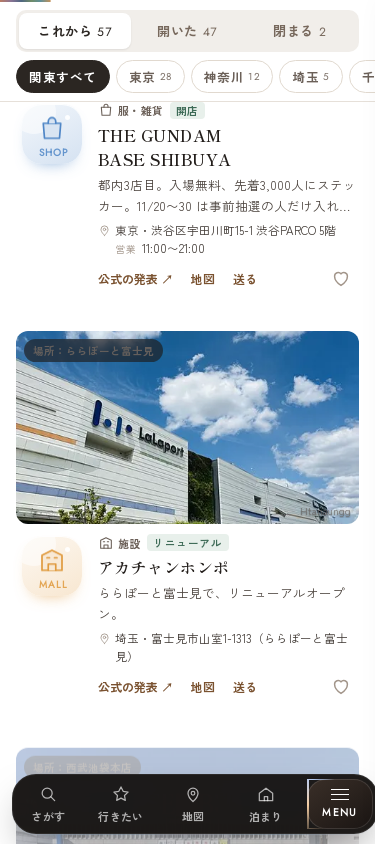 これから 57
開いた 47
閉まる 2
関東すべて
東京 28
神奈川 12
埼玉 5
千
服・雑貨 開店
SHOP
THE GUNDAM
BASE SHIBUYA
都内3店目。入場無料、先着3,000人にステッ
カー。11/20〜30 は事前抽選の人だけ入れ…
東京・渋谷区宇田川町15-1 渋谷PARCO 5階
営業 11:00〜21:00
公式の発表 ↗ 地図 送る
場所：ららぽーと富士見
LaLaport
施設 リニューアル
MALL
アカチャンホンポ
ららぽーと富士見で、リニューアルオープ
ン。
埼玉・富士見市山室1-1313（ららぽーと富士
見）
公式の発表 ↗ 地図 送る
場所：西武池袋本店
さがす
行きたい
地図
泊まり
MENU